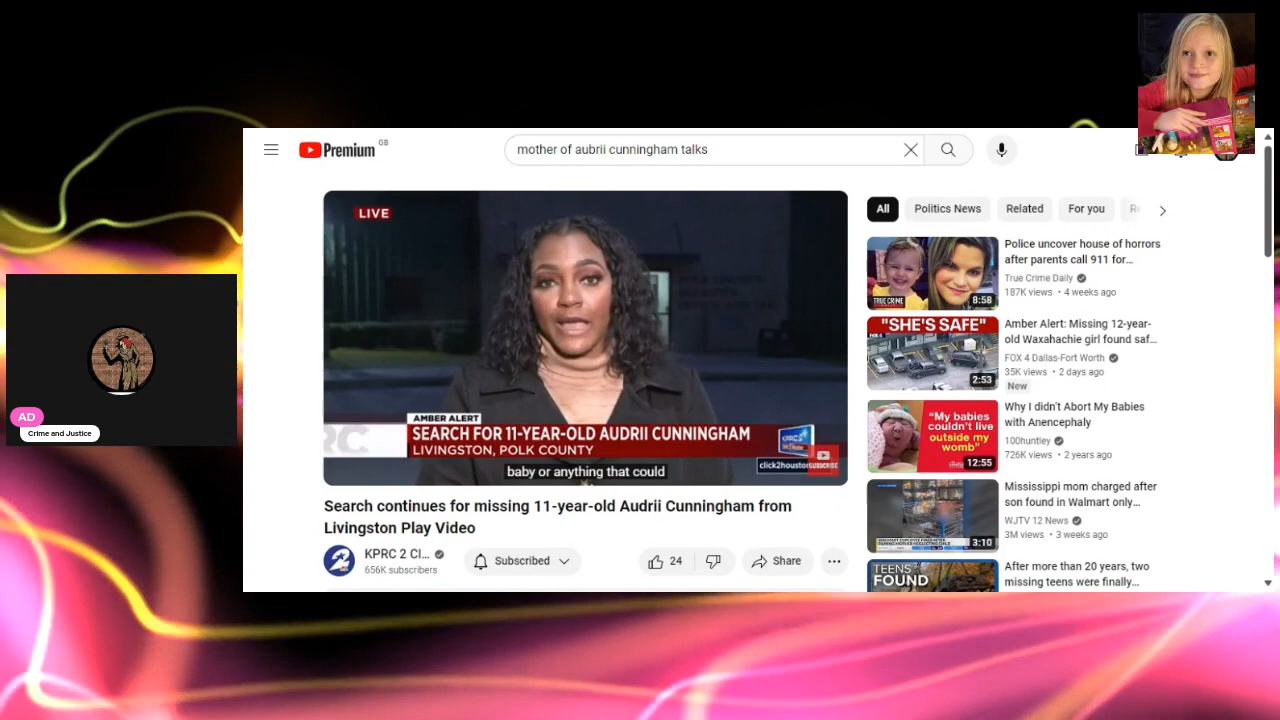 Premium GB
mother of aubrii cunningham talks
LIVE
AMBER ALERT
SEARCH FOR 11-YEAR-OLD AUDRII CUNNINGHAM
LIVINGSTON, POLK COUNTY
baby or anything that could
SUBSCRIBE
Search continues for missing 11-year-old Audrii Cunningham from
Livingston Play Video
KPRC 2 Cl...
656K subscribers
Subscribed
24
Share
AD
Crime and Justice
All
Politics News
Related
For you
TRUE CRIME
8:58
Police uncover house of horrors
after parents call 911 for...
True Crime Daily
187K views • 4 weeks ago
"SHE'S SAFE"
2:53
Amber Alert: Missing 12-year-
old Waxahachie girl found saf...
FOX 4 Dallas-Fort Worth
35K views • 2 days ago
New
"My babies
couldn't live
outside my
womb"
12:55
Why I didn't Abort My Babies
with Anencephaly
100huntley
726K views • 2 years ago
3:10
Mississippi mom charged after
son found in Walmart only...
WJTV 12 News
3M views • 3 weeks ago
TEENS
FOUND
After more than 20 years, two
missing teens were finally...